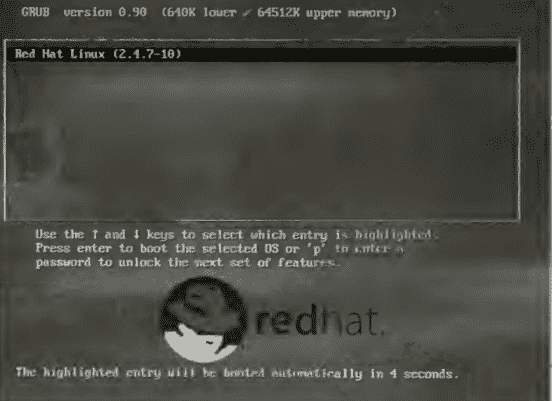 GRUB version 0.90 (640K lower / 64512K upper memory)
Red Hat Linux (2.4.7-10)
Use the ↑ and ↓ keys to select which entry is highlighted.
Press enter to boot the selected OS or 'p' to enter a
password to unlock the next set of features.
redhat.
The highlighted entry will be booted automatically in 4 seconds.